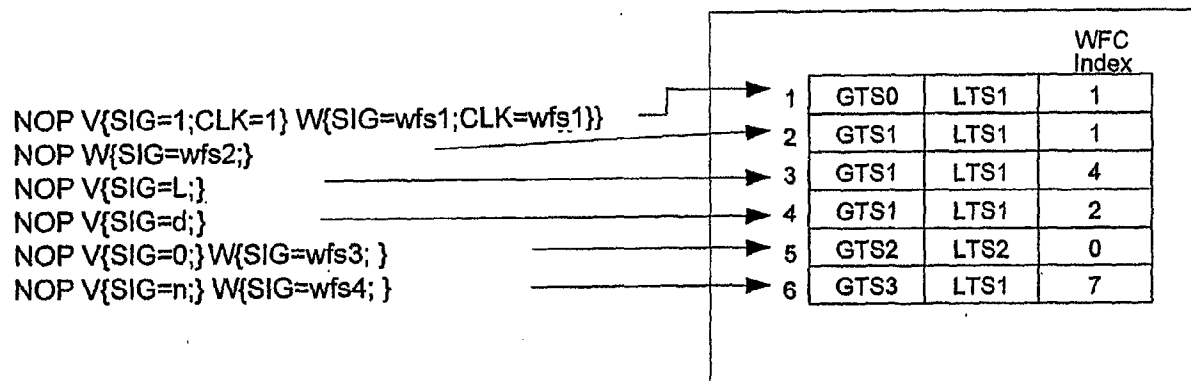 WFC
Index
NOP V{SIG=1;CLK=1} W{SIG=wfs1;CLK=wfs1}}
NOP W{SIG=wfs2;}
NOP V{SIG=L;}
NOP V{SIG=d;}
NOP V{SIG=0;} W{SIG=wfs3; }
NOP V{SIG=n;} W{SIG=wfs4; }
1 GTS0 LTS1 1
2 GTS1 LTS1 1
3 GTS1 LTS1 4
4 GTS1 LTS1 2
5 GTS2 LTS2 0
6 GTS3 LTS1 7